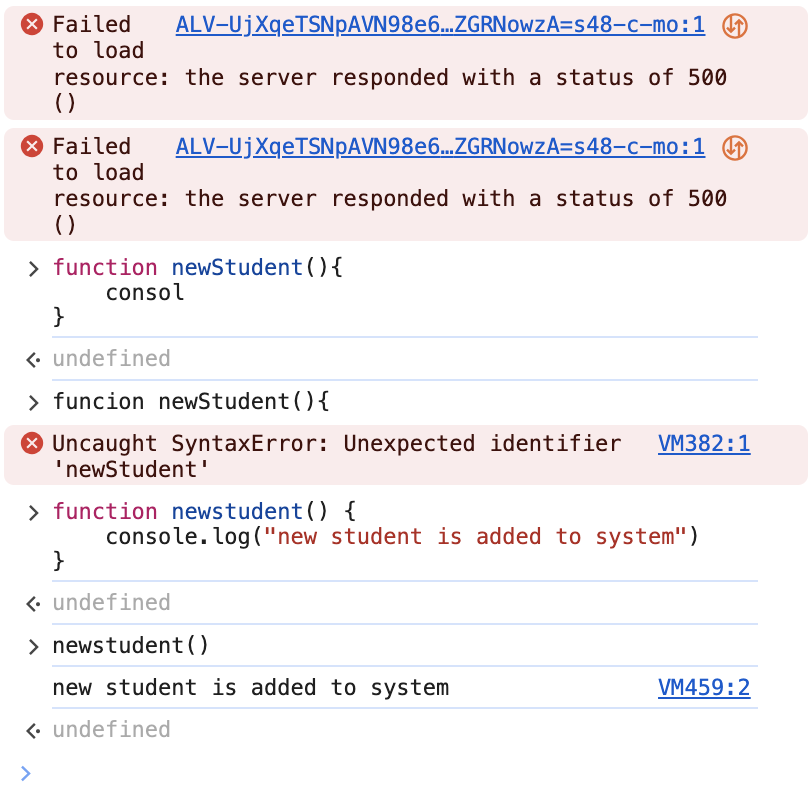 Failed ALV-UjXqeTSNpAVN98e6…ZGRNowzA=s48-c-mo:1
to load
resource: the server responded with a status of 500
()
Failed ALV-UjXqeTSNpAVN98e6…ZGRNowzA=s48-c-mo:1
to load
resource: the server responded with a status of 500
()
function newStudent(){
    consol
}
undefined
funcion newStudent(){
Uncaught SyntaxError: Unexpected identifier VM382:1
'newStudent'
function newstudent() {
    console.log("new student is added to system")
}
undefined
newstudent()
new student is added to system VM459:2
undefined